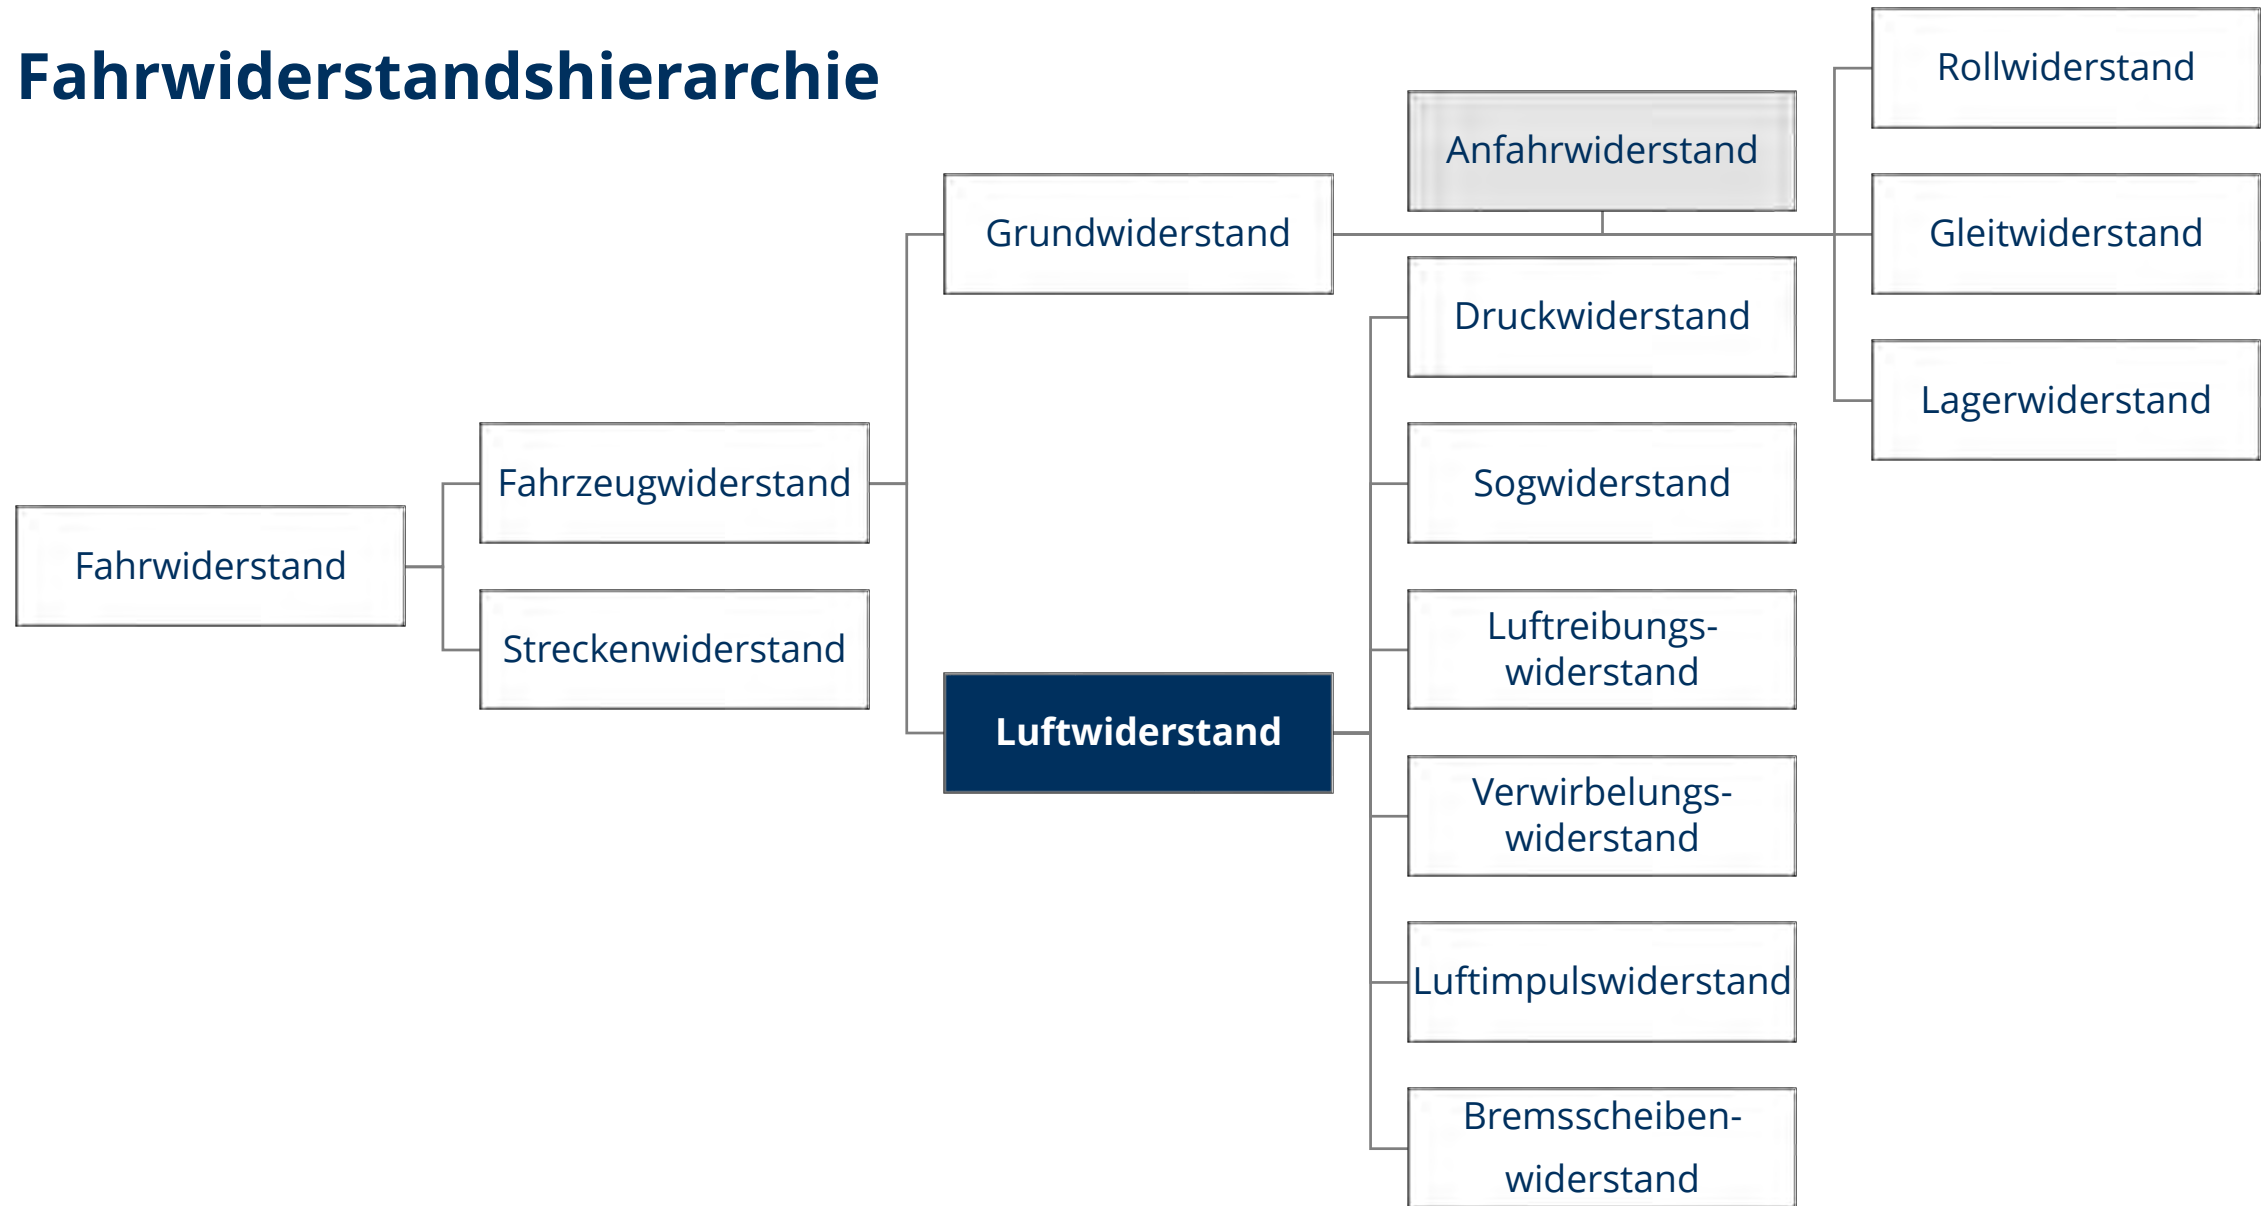 Fahrwiderstandshierarchie
Fahrwiderstand
Fahrzeugwiderstand
Streckenwiderstand
Grundwiderstand
Luftwiderstand
Anfahrwiderstand
Druckwiderstand
Sogwiderstand
Luftreibungs-
widerstand
Verwirbelungs-
widerstand
Luftimpulswiderstand
Bremsscheiben-
widerstand
Rollwiderstand
Gleitwiderstand
Lagerwiderstand